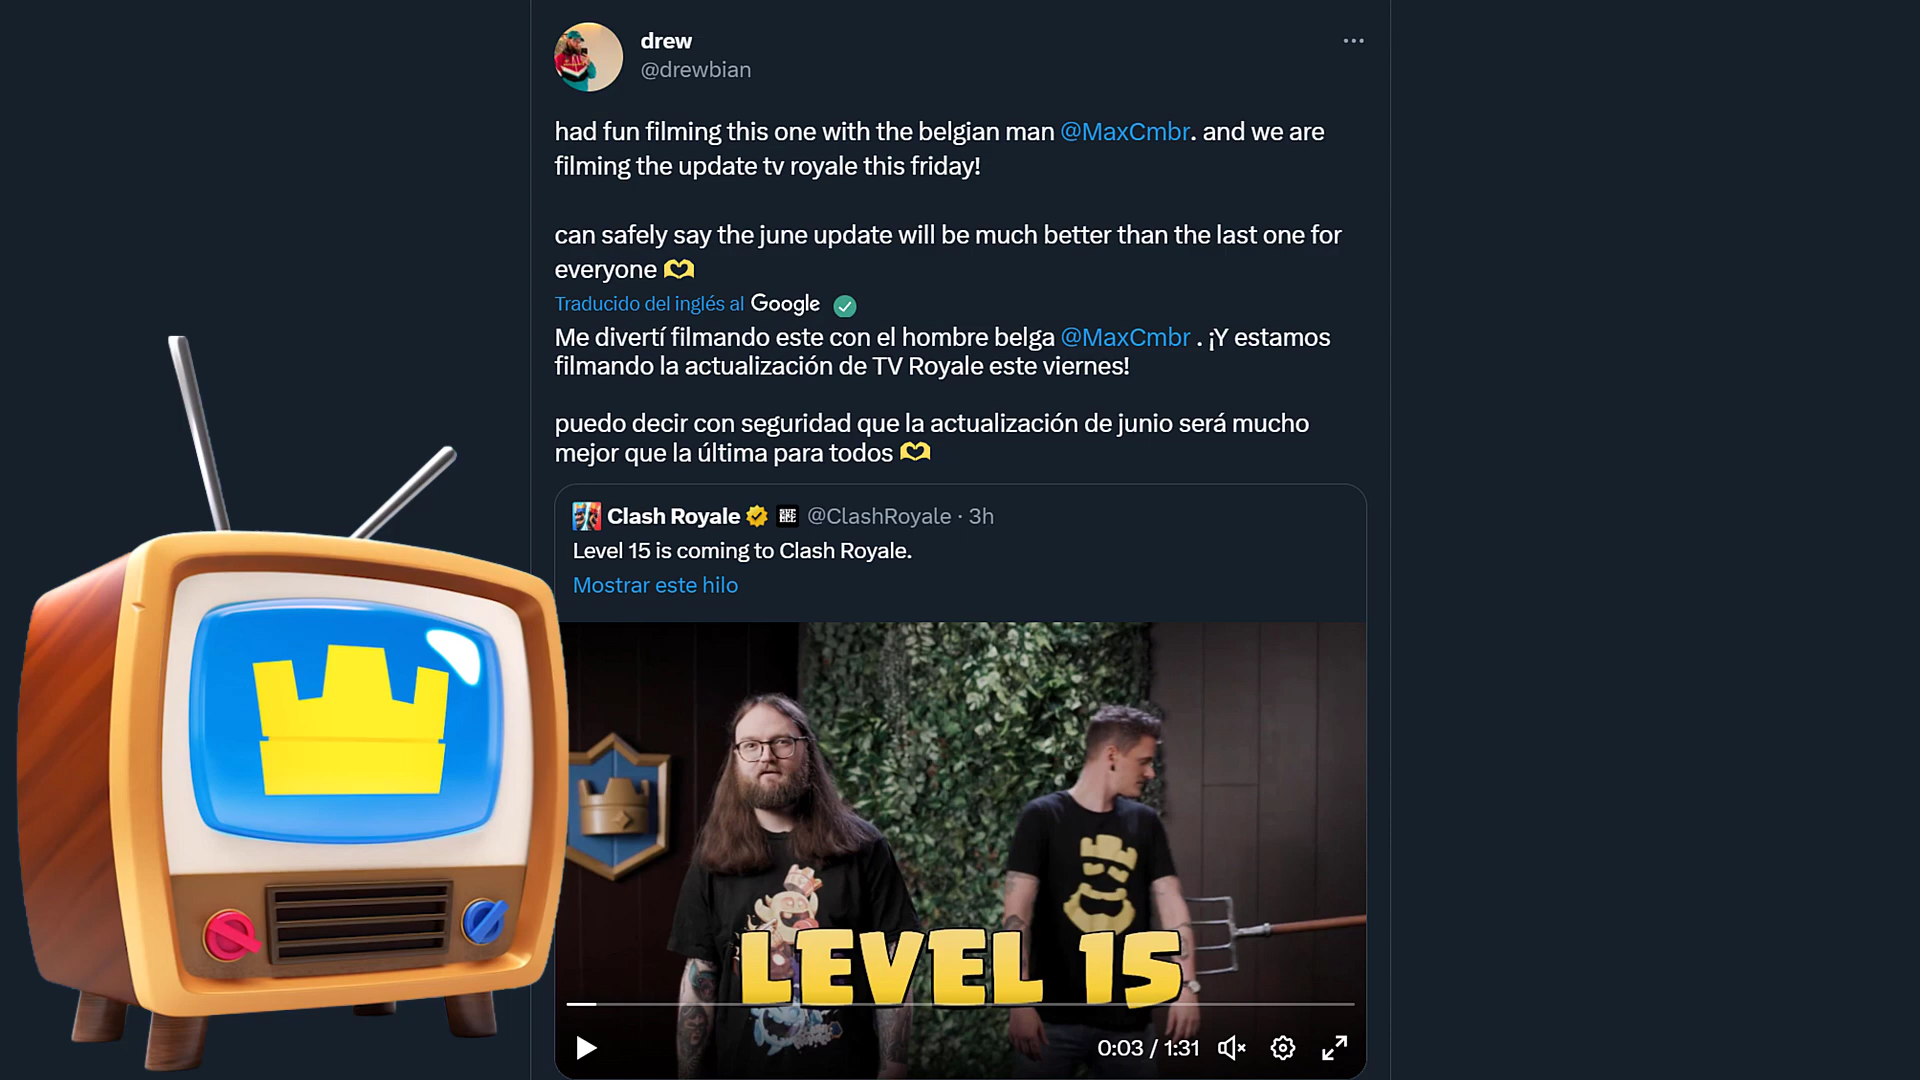 drew
@drewbian
had fun filming this one with the belgian man @MaxCmbr. and we are
filming the update tv royale this friday!
can safely say the june update will be much better than the last one for
everyone 🫶
Traducido del inglés al Google
Me divertí filmando este con el hombre belga @MaxCmbr . ¡Y estamos
filmando la actualización de TV Royale este viernes!
puedo decir con seguridad que la actualización de junio será mucho
mejor que la última para todos 🫶
Clash Royale @ClashRoyale · 3h
Level 15 is coming to Clash Royale.
Mostrar este hilo
LEVEL 15
0:03 / 1:31